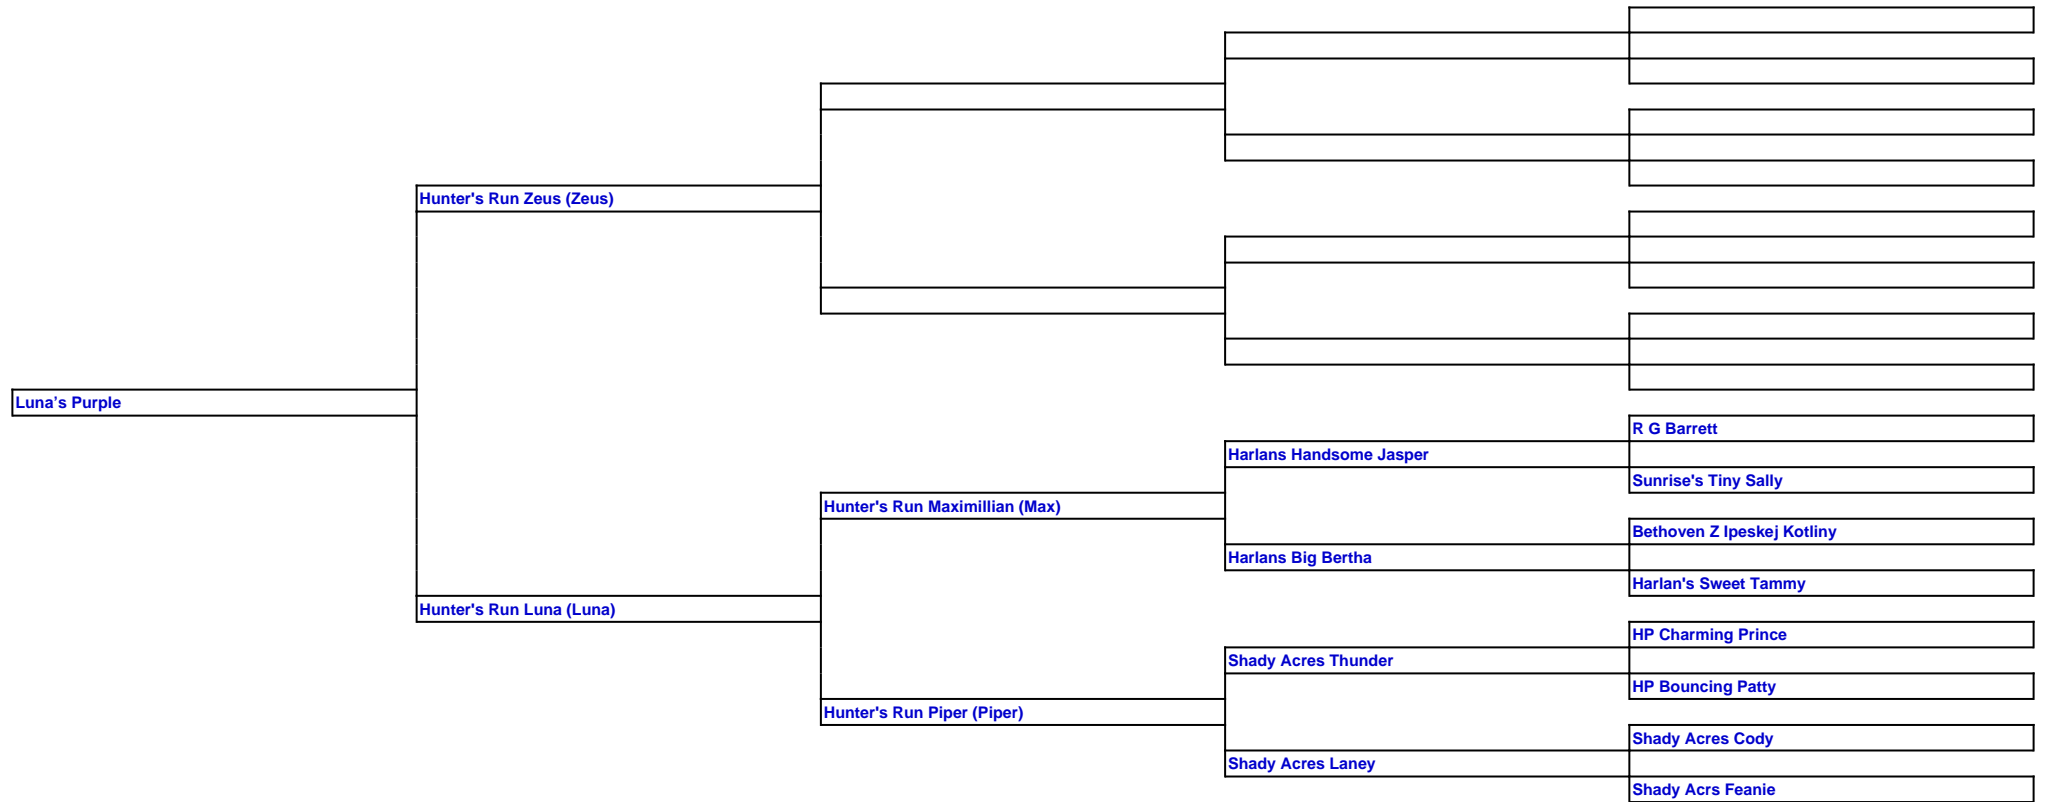 Hunter's Run Zeus (Zeus)
Luna’s Purple
R G Barrett
Harlans Handsome Jasper
Sunrise's Tiny Sally
Hunter's Run Maximillian (Max)
Bethoven Z Ipeskej Kotliny
Harlans Big Bertha
Harlan's Sweet Tammy
Hunter's Run Luna (Luna)
HP Charming Prince
Shady Acres Thunder
HP Bouncing Patty
Hunter's Run Piper (Piper)
Shady Acres Cody
Shady Acres Laney
Shady Acrs Feanie